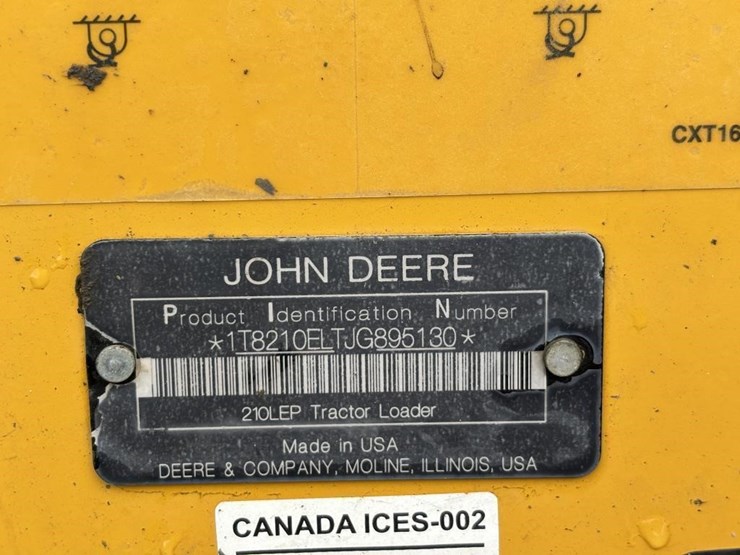 CXT16
JOHN DEERE
Product Identification Number
*1T8210ELTJG895130*
210LEP Tractor Loader
Made in USA
DEERE & COMPANY, MOLINE, ILLINOIS, USA
CANADA ICES-002